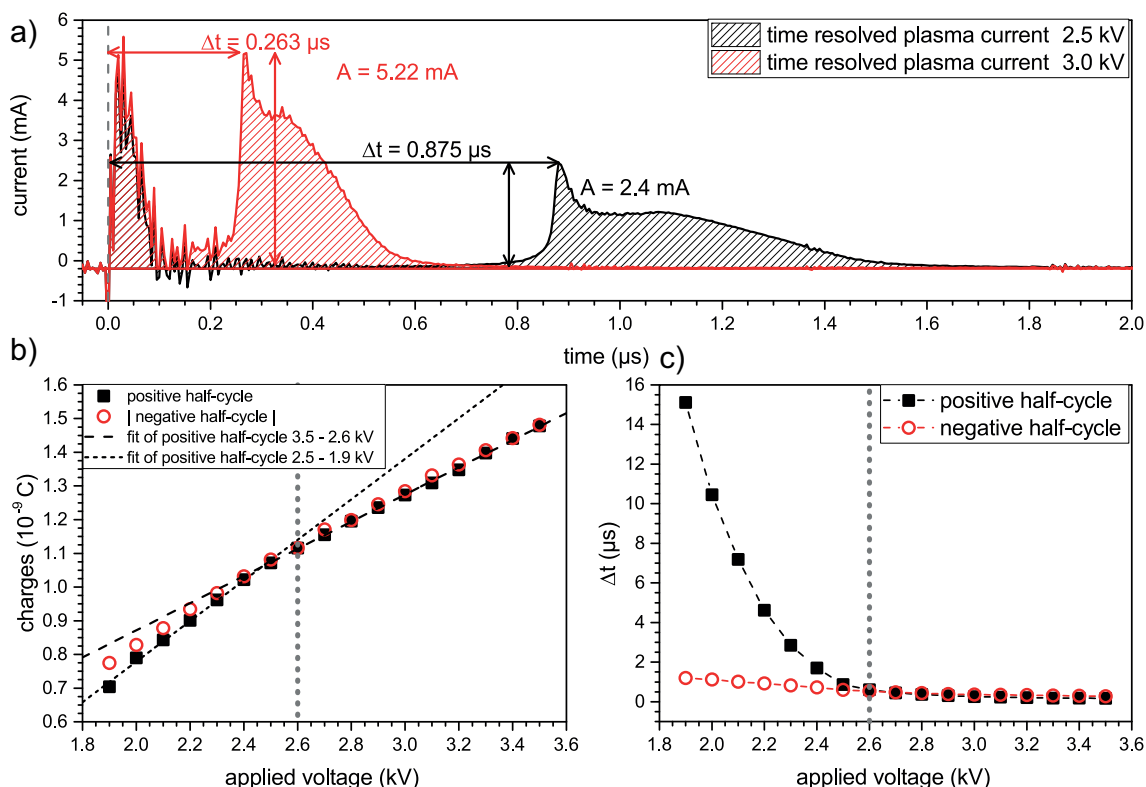 a)
time resolved plasma current 2.5 kV
time resolved plasma current 3.0 kV
Δt = 0.263 µs
A = 5.22 mA
Δt = 0.875 µs
A = 2.4 mA
current (mA)
6
5
4
3
2
1
0
-1
0.0 0.2 0.4 0.6 0.8 1.0 1.2 1.4 1.6 1.8 2.0
time (µs)
b)
positive half-cycle
| negative half-cycle |
fit of positive half-cycle 3.5 - 2.6 kV
fit of positive half-cycle 2.5 - 1.9 kV
charges (10⁻⁹ C)
1.6
1.5
1.4
1.3
1.2
1.1
1.0
0.9
0.8
0.7
0.6
1.8 2.0 2.2 2.4 2.6 2.8 3.0 3.2 3.4 3.6
applied voltage (kV)
c)
positive half-cycle
negative half-cycle
Δt (µs)
16
14
12
10
8
6
4
2
0
1.8 2.0 2.2 2.4 2.6 2.8 3.0 3.2 3.4 3.6
applied voltage (kV)